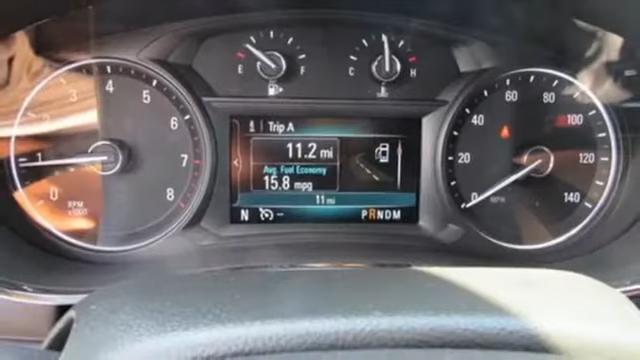 E F
C H
Trip A
11.2 mi
Avg. Fuel Economy
15.8 mpg
11 mi
N --
PRNDM
0 1 2 3 4 5 6 7 8
RPM
x1000
0 20 40 60 80 100 120 140
MPH